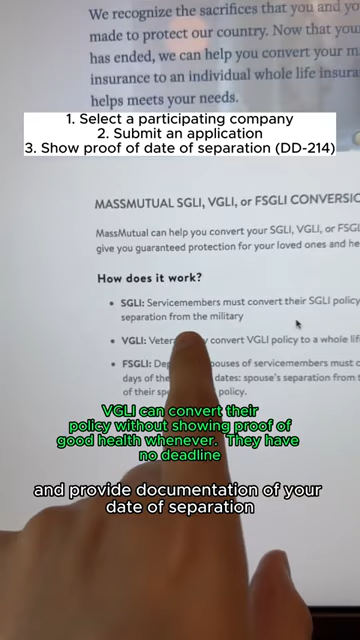 We recognize the sacrifices that you and yo
made to protect our country. Now that your
has ended, we can help you convert your m
insurance to an individual whole life insura
helps meets your needs.
1. Select a participating company
2. Submit an application
3. Show proof of date of separation (DD-214)
MASSMUTUAL SGLI, VGLI, or FSGLI CONVERSIO
MassMutual can help you convert your SGLI, VGLI, or FSGL
give you guaranteed protection for your loved ones and he
How does it work?
• SGLI: Servicemembers must convert their SGLI policy
separation from the military
• VGLI: Veter y convert VGLI policy to a whole lif
• FSGLI: De pouses of servicemembers must c
days of the dates: spouse's separation from t
of their sp policy.
VGLI can convert their
policy without showing proof of
good health whenever. They have
no deadline
and provide documentation of your
date of separation